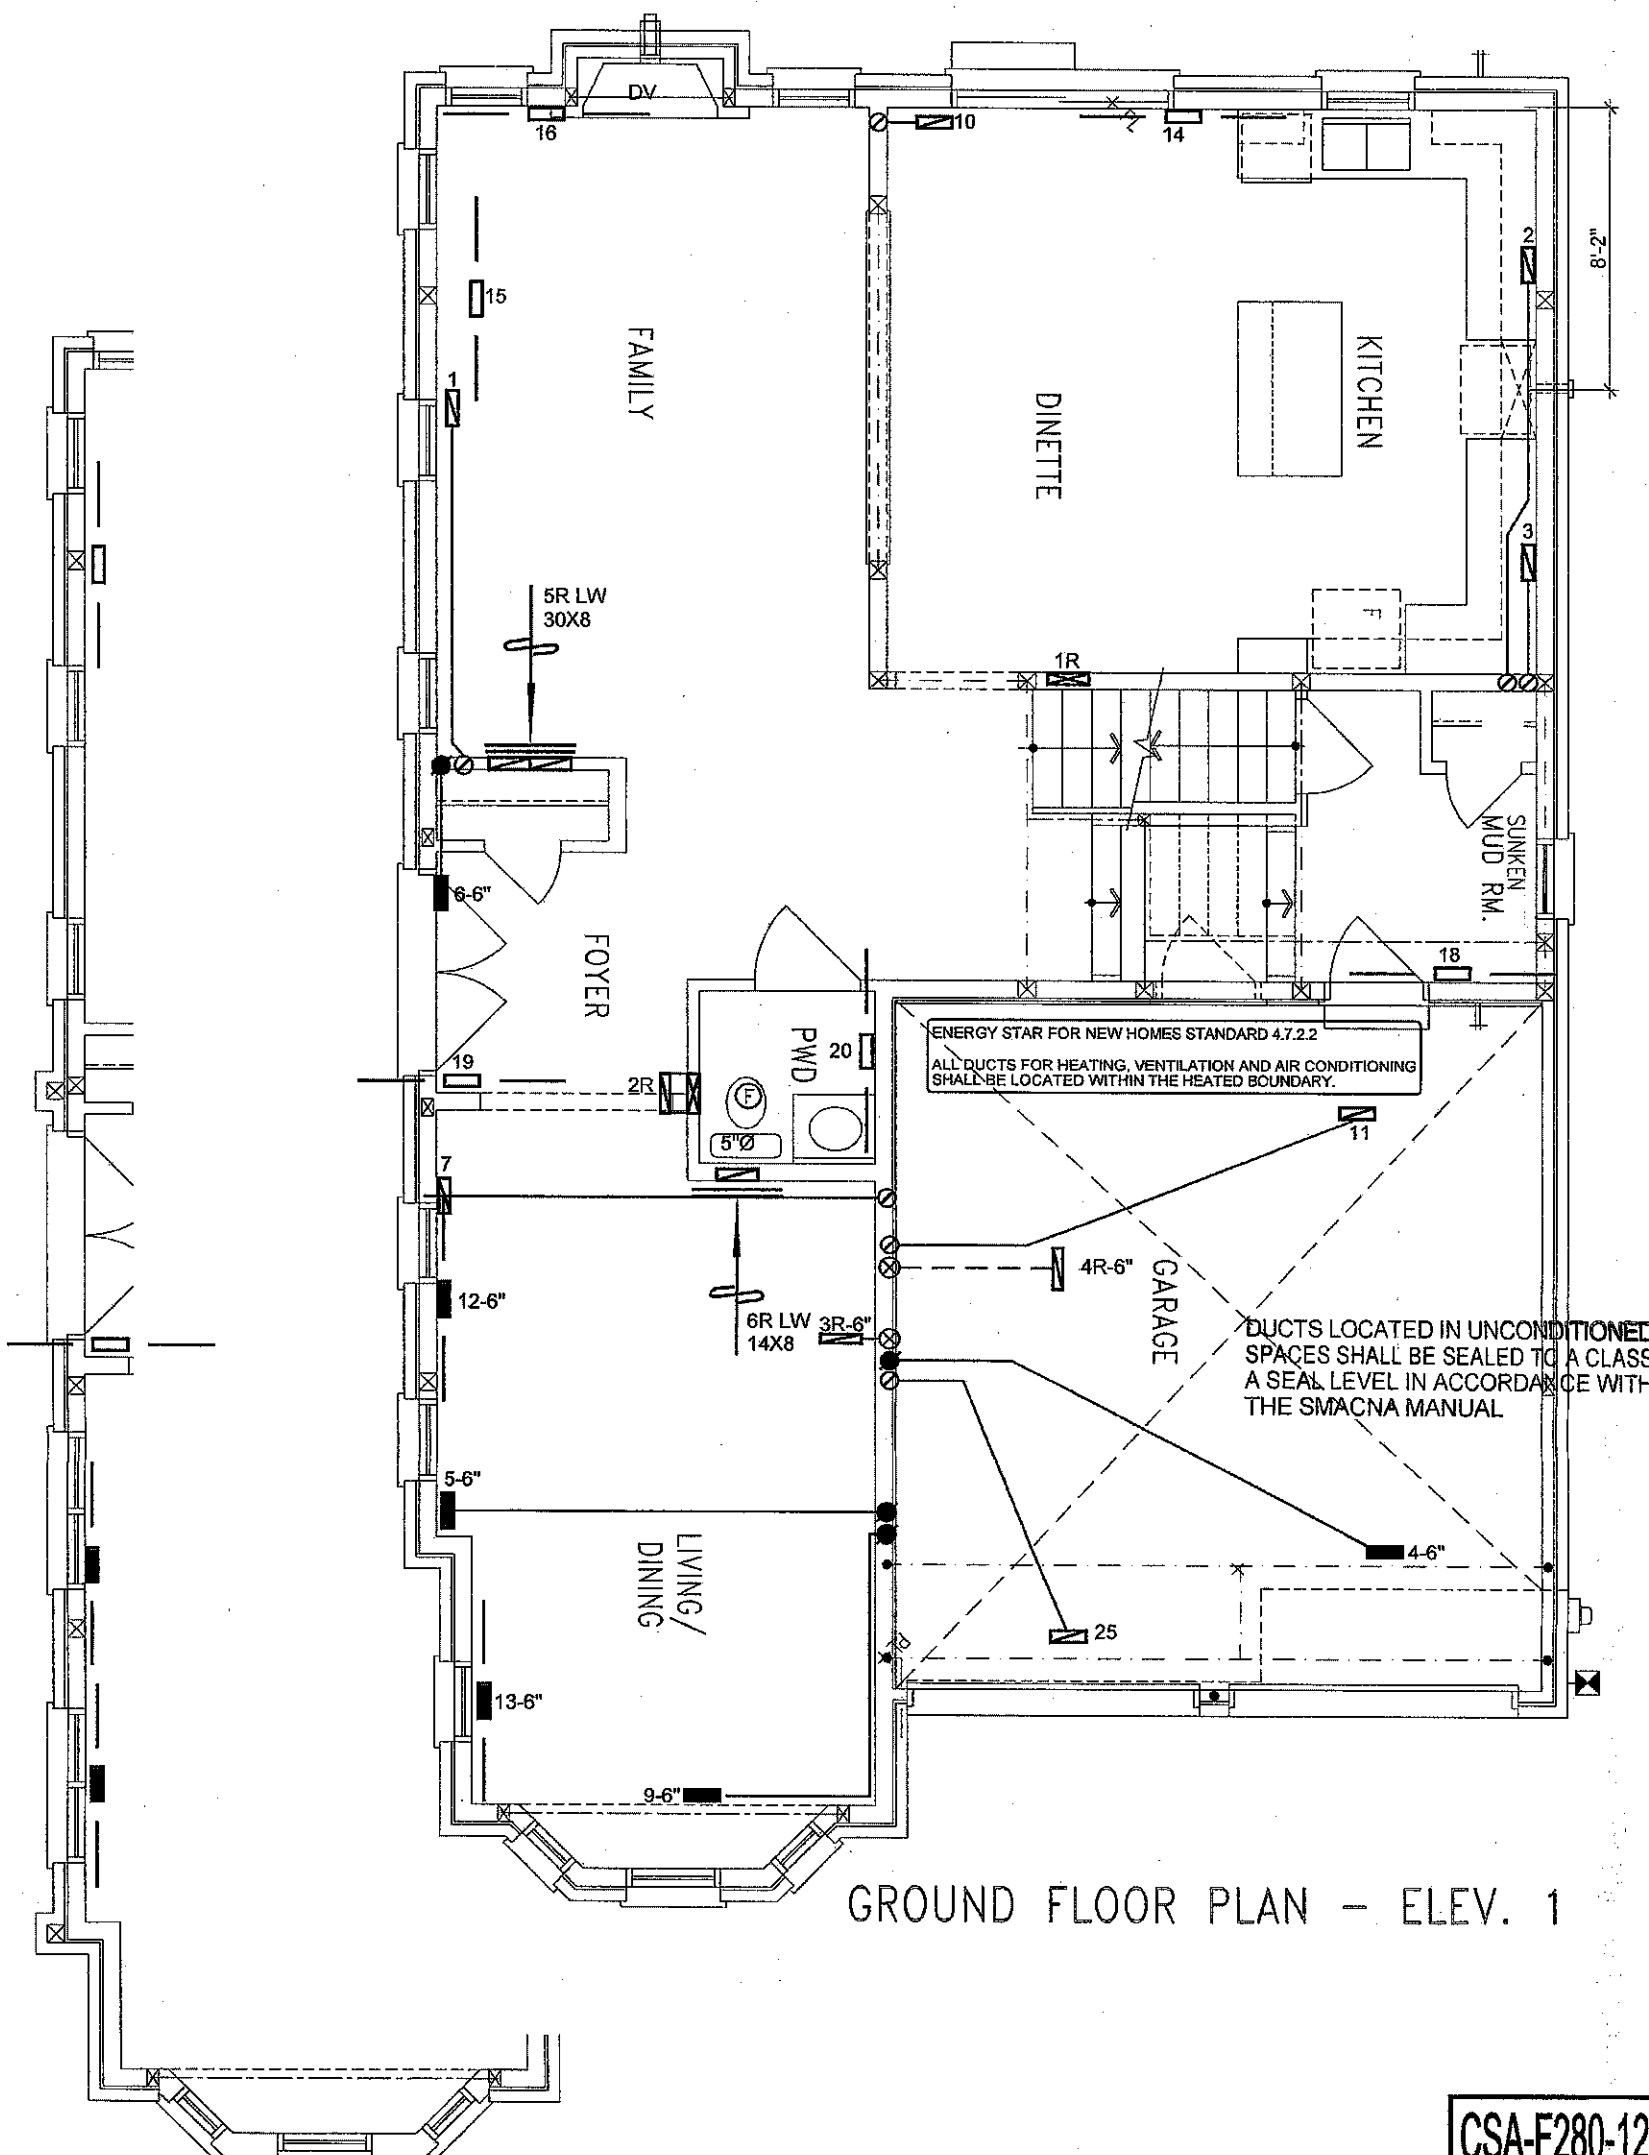 DV
16
10
14
2
8'-2"
15
FAMILY
KITCHEN
1
DINETTE
3
5R LW
30X8
F
1R
SUNKEN
MUD RM.
6-6"
FOYER
18
ENERGY STAR FOR NEW HOMES STANDARD 4.7.2.2
ALL DUCTS FOR HEATING, VENTILATION AND AIR CONDITIONING
SHALL BE LOCATED WITHIN THE HEATED BOUNDARY.
PWD
20
19
2R
F
11
5"Ø
7
4R-6"
GARAGE
12-6"
6R LW
14X8
3R-6"
DUCTS LOCATED IN UNCONDITIONED
SPACES SHALL BE SEALED TO A CLASS
A SEAL LEVEL IN ACCORDANCE WITH
THE SMACNA MANUAL
5-6"
LIVING/
DINING
4-6"
25
13-6"
9-6"
GROUND FLOOR PLAN - ELEV. 1
CSA-F280-12